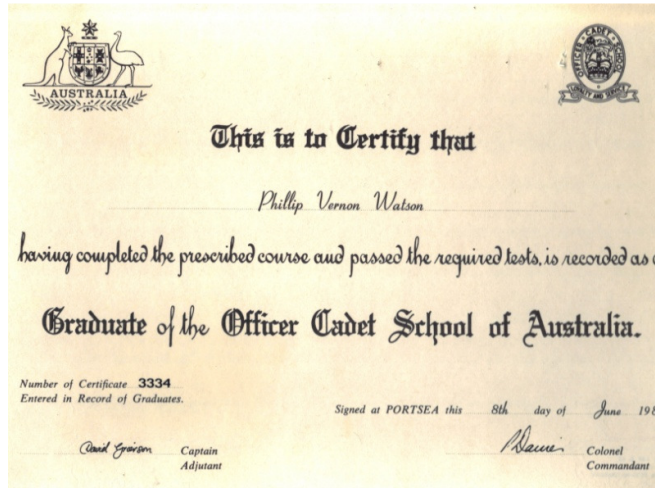 AUSTRALIA
OFFICER CADET SCHOOL
LOYALTY AND SERVICE
This is to Certify that
Phillip Vernon Watson
having completed the prescribed course and passed the required tests, is recorded as
Graduate of the Officer Cadet School of Australia.
Number of Certificate 3334
Entered in Record of Graduates.
Signed at PORTSEA this 8th day of June 198
Captain
Adjutant
Colonel
Commandant